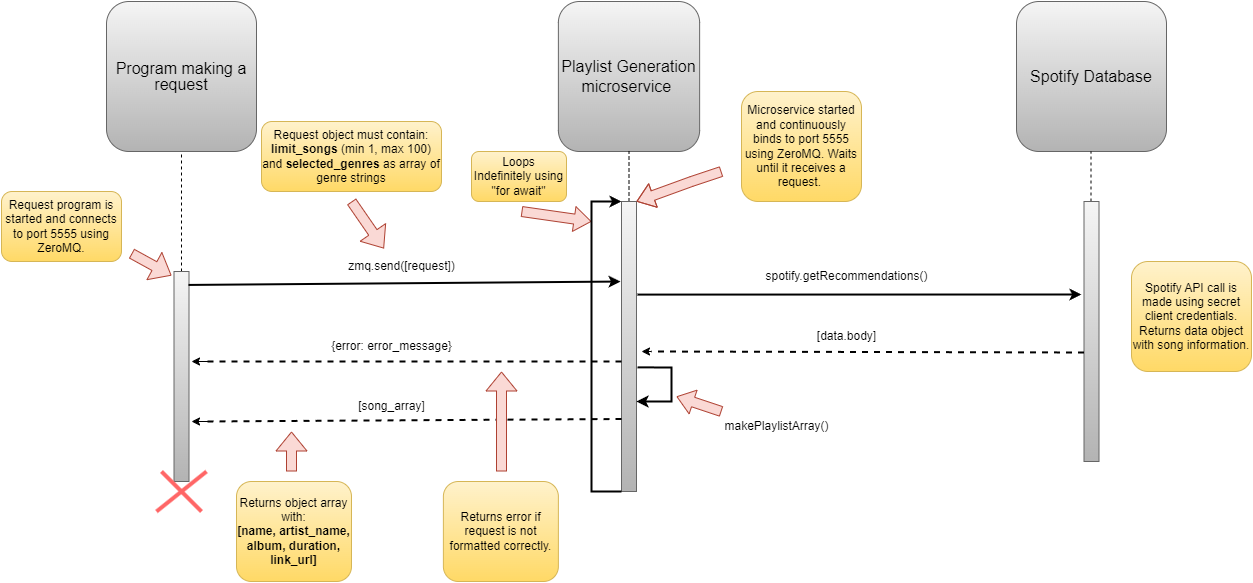 Program making a
request
Playlist Generation
microservice
Spotify Database
Request program is
started and connects
to port 5555 using
ZeroMQ.
Request object must contain:
limit_songs (min 1, max 100)
and selected_genres as array of
genre strings
Loops
Indefinitely using
"for await"
Microservice started
and continuously
binds to port 5555
using ZeroMQ. Waits
until it receives a
request.
zmq.send([request])
spotify.getRecommendations()
Spotify API call is
made using secret
client credentials.
Returns data object
with song information.
[data.body]
{error: error_message}
[song_array]
makePlaylistArray()
Returns object array
with:
[name, artist_name,
album, duration,
link_url]
Returns error if
request is not
formatted correctly.